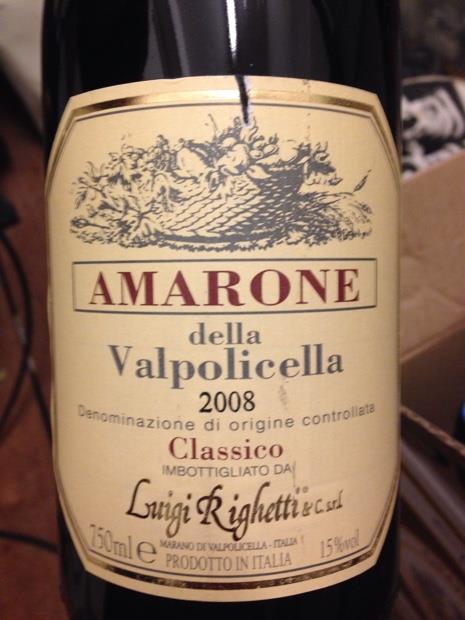 AMARONE
della
Valpolicella
2008
Denominazione di origine controllata
Classico
IMBOTTIGLIATO DA
Luigi Righetti & C. s.r.l.
750ml e MARANO DI VALPOLICELLA - ITALIA 15% vol
PRODOTTO IN ITALIA